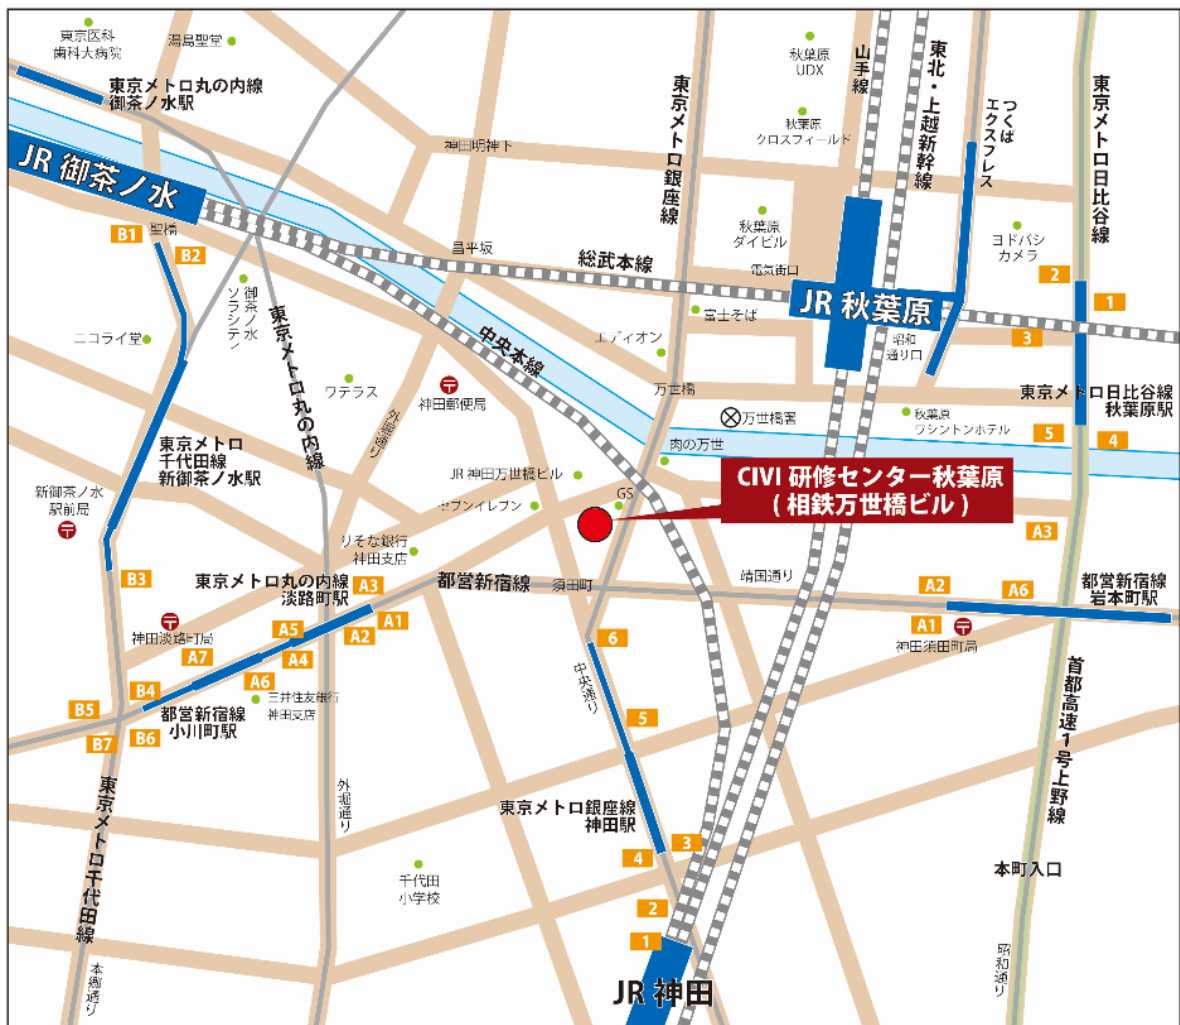 東京医科
歯科大病院
湯島聖堂
東京メトロ丸の内線
御茶ノ水駅
JR 御茶ノ水
神田明神下
東京メトロ銀座線
秋葉原
UDX
秋葉原
クロスフィールド
山手線
東北・上越新幹線
つくば
エクスプレス
東京メトロ日比谷線
B1
聖橋
B2
昌平坂
総武本線
秋葉原
ダイビル
電気街口
JR 秋葉原
ヨドバシ
カメラ
2
1
3
昭和
通り口
富士そば
エディオン
御茶ノ水
ソラシティ
東京メトロ丸の内線
ニコライ堂
中央本線
ワテラス
神田郵便局
外堀通り
万世橋
万世橋署
秋葉原
ワシントンホテル
東京メトロ日比谷線
秋葉原駅
5
4
肉の万世
東京メトロ
千代田線
新御茶ノ水駅
新御茶ノ水
駅前局
JR 神田万世橋ビル
セブンイレブン
GS
CIVI 研修センター秋葉原
( 相鉄万世橋ビル )
A3
りそな銀行
神田支店
B3
東京メトロ丸の内線
淡路町駅
A3
A1
A2
都営新宿線
須田町
靖国通り
A2
A6
都営新宿線
岩本町駅
A1
神田須田町局
神田淡路町局
A5
A7
A4
A6
B4
三井住友銀行
神田支店
B5
B6
B7
都営新宿線
小川町駅
6
中央通り
5
東京メトロ銀座線
神田駅
4
3
2
1
首都高速1号上野線
本町入口
昭和通り
外堀通り
千代田
小学校
東京メトロ千代田線
本郷通り
JR 神田